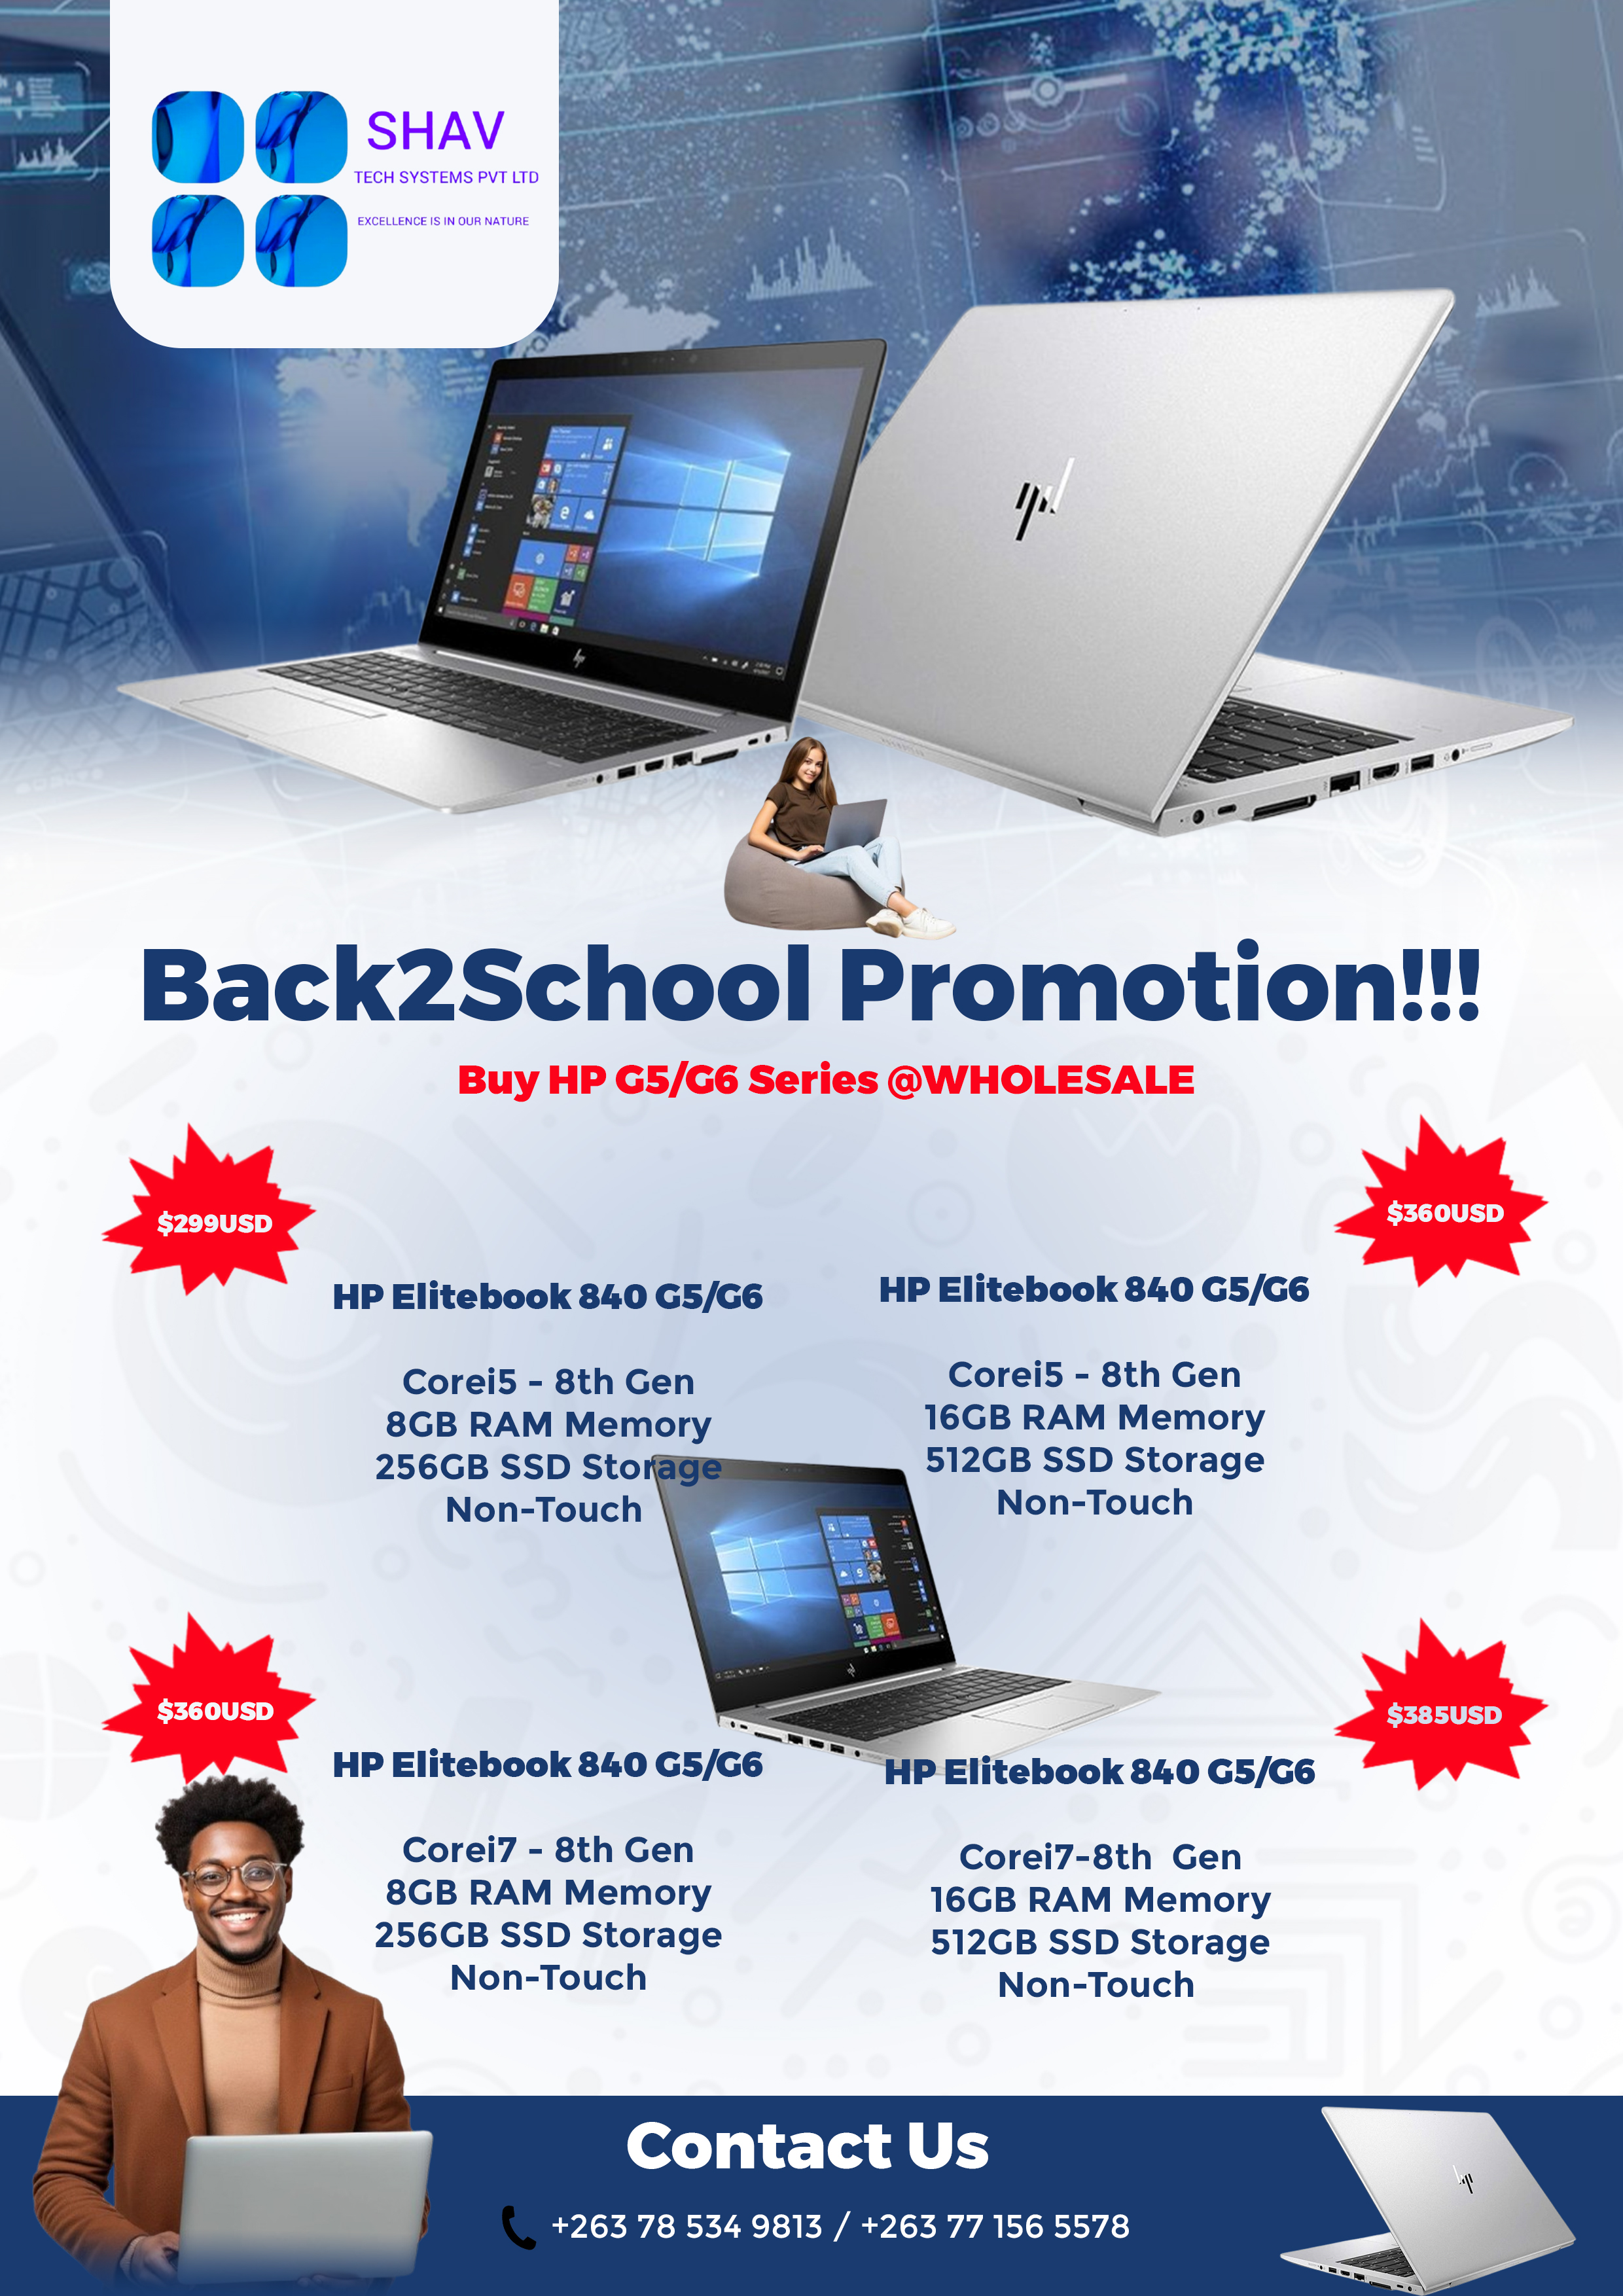 SHAV
TECH SYSTEMS PVT LTD
EXCELLENCE IS IN OUR NATURE
Back2School Promotion!!!
Buy HP G5/G6 Series @WHOLESALE
$299USD
HP Elitebook 840 G5/G6
Corei5 - 8th Gen
8GB RAM Memory
256GB SSD Storage
Non-Touch
$360USD
HP Elitebook 840 G5/G6
Corei5 - 8th Gen
16GB RAM Memory
512GB SSD Storage
Non-Touch
$360USD
HP Elitebook 840 G5/G6
Corei7 - 8th Gen
8GB RAM Memory
256GB SSD Storage
Non-Touch
$385USD
HP Elitebook 840 G5/G6
Corei7-8th  Gen
16GB RAM Memory
512GB SSD Storage
Non-Touch
Contact Us
+263 78 534 9813 / +263 77 156 5578